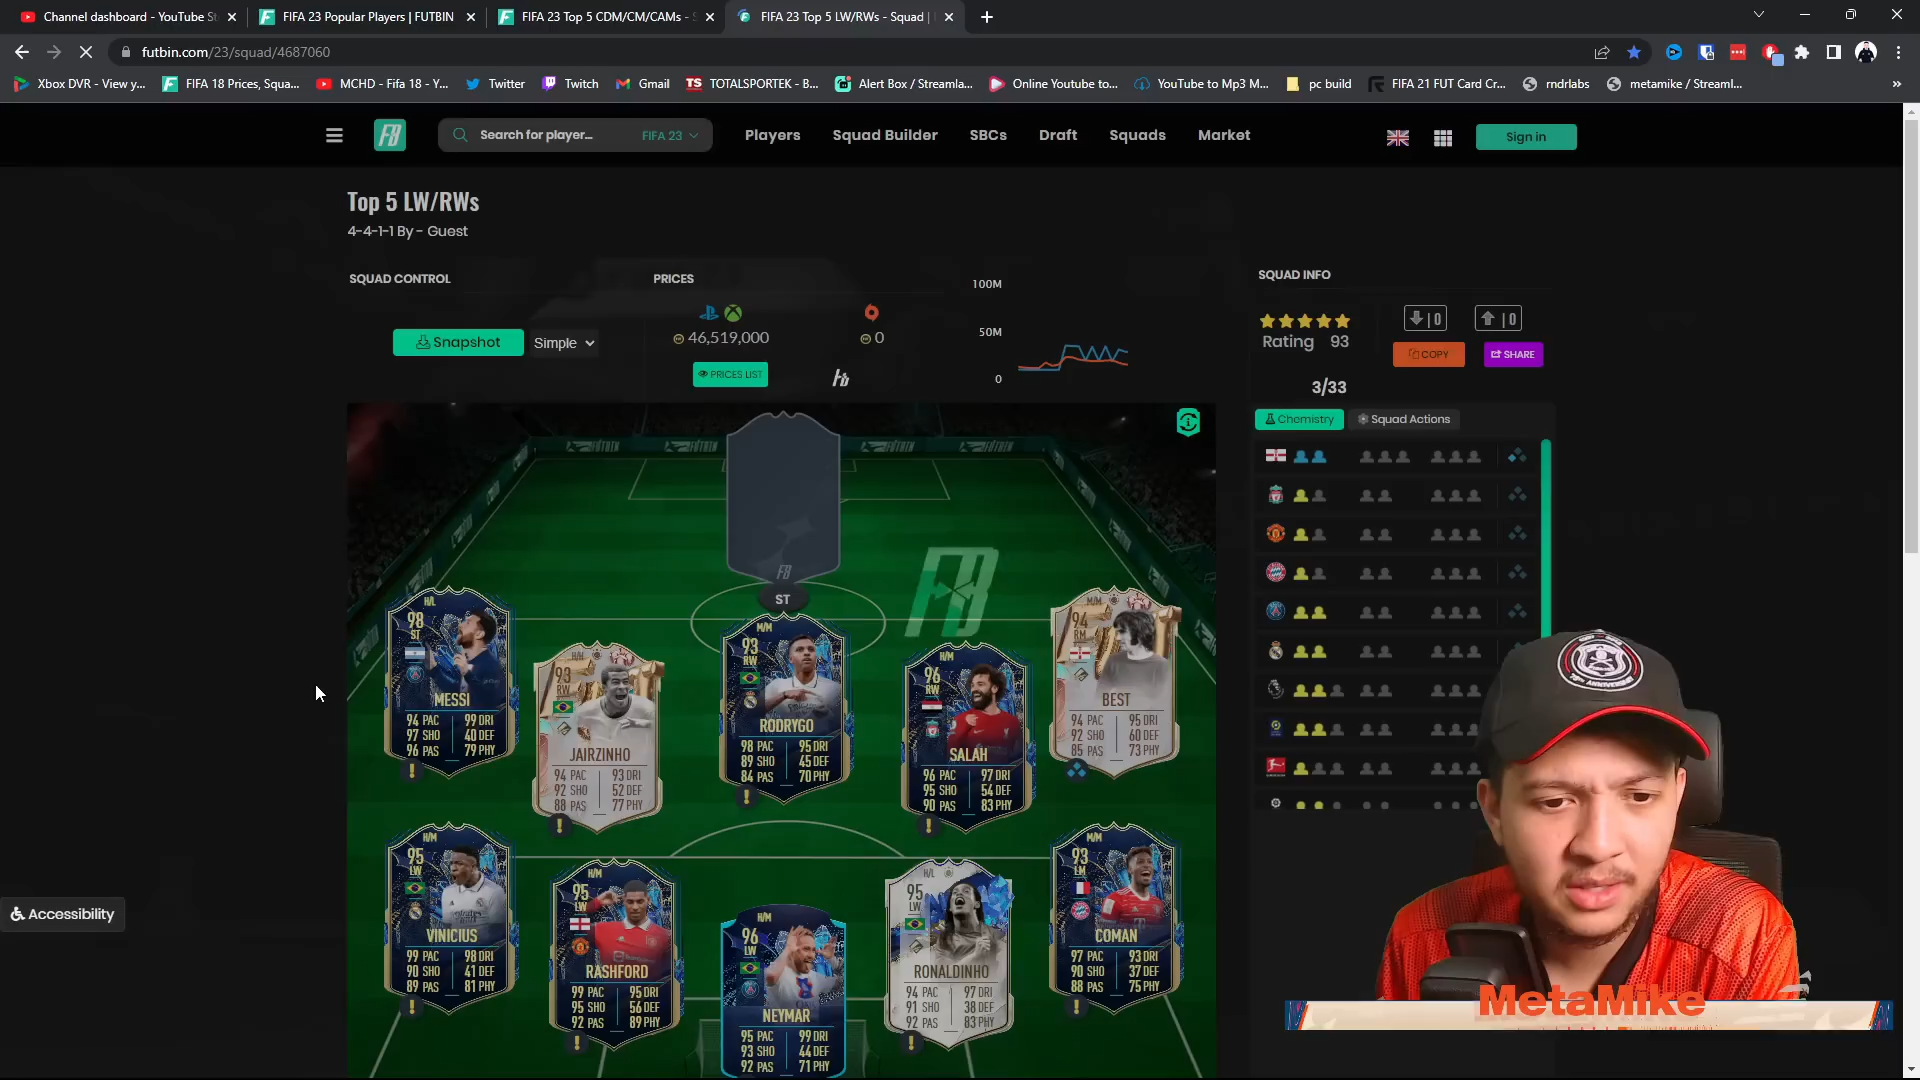 Channel dashboard - YouTube St
FIFA 23 Popular Players | FUTBIN
FIFA 23 Top 5 CDM/CM/CAMs - S
FIFA 23 Top 5 LW/RWs - Squad |
futbin.com/23/squad/4687060
Xbox DVR - View y...
FIFA 18 Prices, Squa...
MCHD - Fifa 18 - Y...
Twitter
Twitch
Gmail
TOTALSPORTEK - B...
Alert Box / Streamla...
Online Youtube to...
YouTube to Mp3 M...
pc build
FIFA 21 FUT Card Cr...
rndrlabs
metamike / Streaml...
Search for player...
FIFA 23
Players
Squad Builder
SBCs
Draft
Squads
Market
Sign in
Top 5 LW/RWs
4-4-1-1 By - Guest
SQUAD CONTROL
PRICES
SQUAD INFO
Snapshot
Simple
46,519,000
0
PRICES LIST
100M
50M
0
Rating 93
|0
|0
COPY
SHARE
3/33
Chemistry
Squad Actions
ST
H/L
98
ST
MESSI
94 PAC 99 DRI
97 SHO 40 DEF
96 PAS 79 PHY
93
RW
JAIRZINHO
94 PAC 93 DRI
92 SHO 52 DEF
88 PAS 77 PHY
M/M
93
RW
RODRYGO
98 PAC 95 DRI
89 SHO 45 DEF
84 PAS 70 PHY
H/M
96
RW
SALAH
96 PAC 97 DRI
95 SHO 54 DEF
90 PAS 83 PHY
94
RM
BEST
94 PAC 95 DRI
92 SHO 60 DEF
85 PAS 73 PHY
H/M
95
LW
VINICIUS
99 PAC 98 DRI
90 SHO 41 DEF
89 PAS 81 PHY
H/M
95
LW
RASHFORD
99 PAC 95 DRI
95 SHO 56 DEF
92 PAS 89 PHY
H/M
96
LW
NEYMAR
95 PAC 99 DRI
93 SHO 44 DEF
92 PAS 71 PHY
H/L
95
LW
RONALDINHO
94 PAC 97 DRI
91 SHO 38 DEF
92 PAS 83 PHY
M/M
93
LM
COMAN
97 PAC 93 DRI
90 SHO 37 DEF
88 PAS 75 PHY
Accessibility
MetaMike